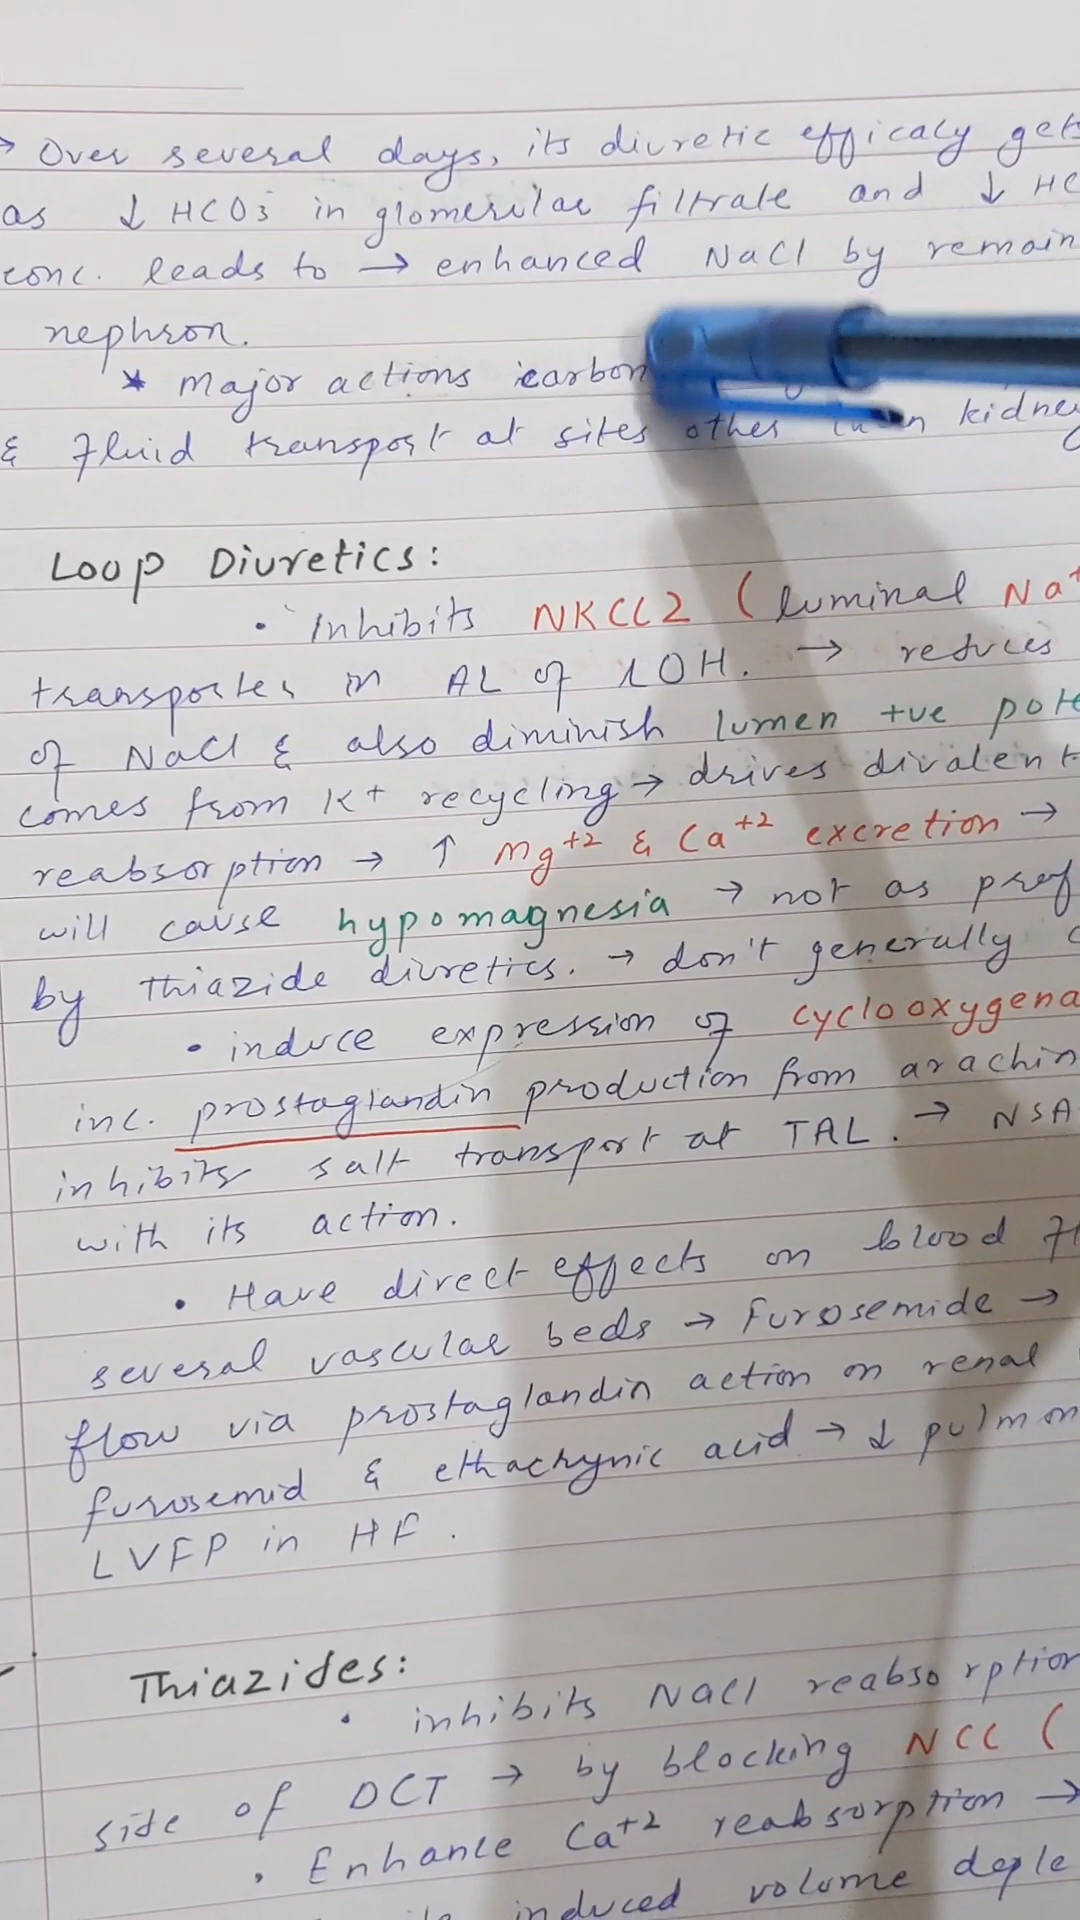 → Over several days, its diuretic efficacy gets
as ↓ HCO3 in glomerular filtrate and ↓ HC
conc. leads to → enhanced NaCl by remain
nephron.
* Major actions carbon
& fluid transport at sites other than kidney
Loop Diuretics:
• Inhibits NKCC2 (luminal Na+
transporter in AL of LOH. → reduces
of NaCl & also diminish lumen +ve pote
comes from K+ recycling → drives divalent
reabsorption → ↑ Mg+2 & Ca+2 excretion →
will cause hypomagnesia → not as prof
by thiazide diuretics. → don't generally c
• induce expression of cyclooxygena
inc. prostaglandin production from arachin
inhibits salt transport at TAL. → NSA
with its action.
• Have direct effects on blood fl
several vascular beds → Furosemide →
flow via prostaglandin action on renal
furosemid & ethacrynic acid → ↓ pulmon
LVFP in HF.
Thiazides:
• inhibits NaCl reabsorption
side of DCT → by blocking NCC (
• Enhance Ca+2 reabsorption →
induced volume deple